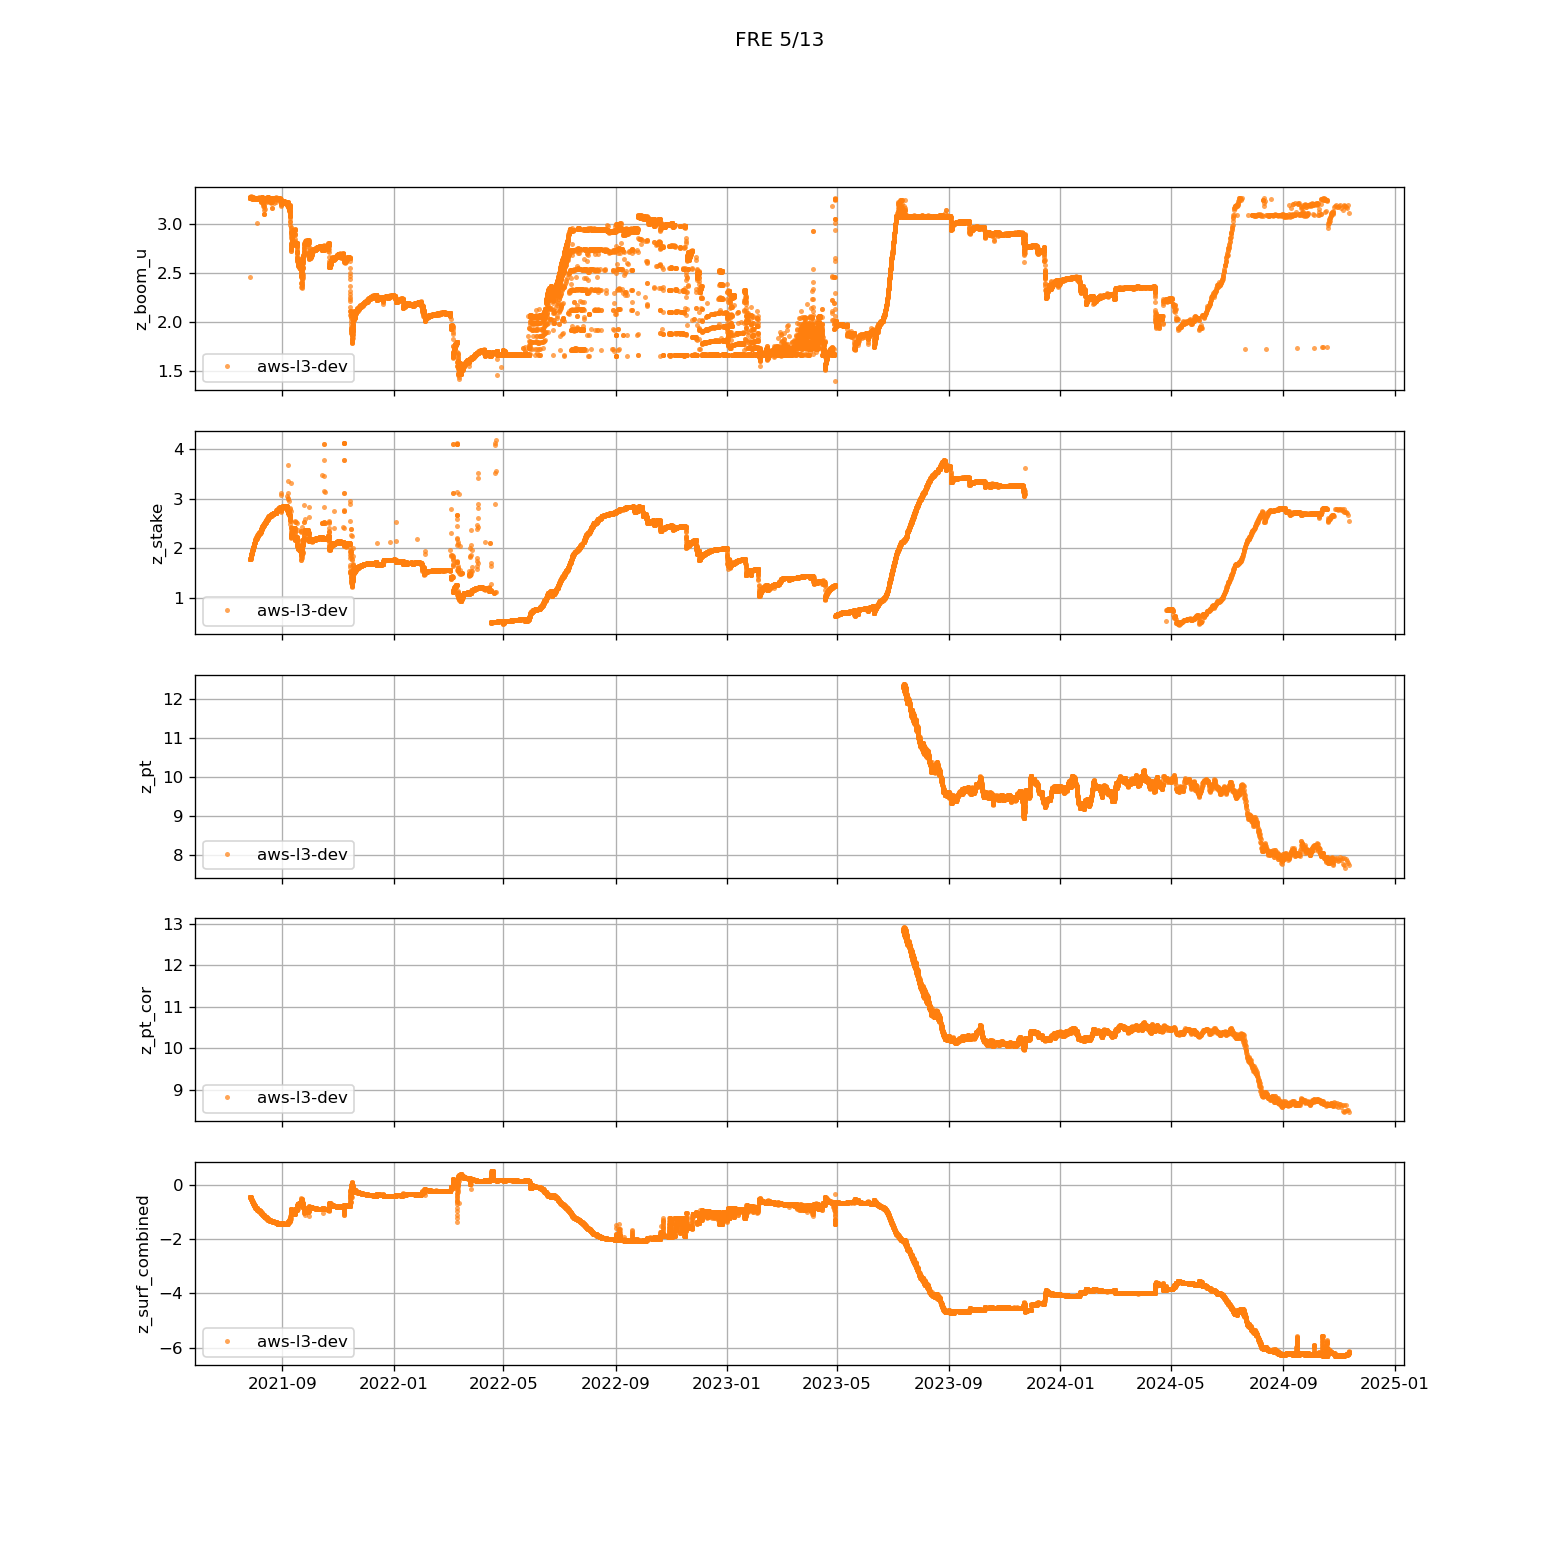 FRE 5/13
z_boom_u
3.0
2.5
2.0
1.5
aws-l3-dev
z_stake
4
3
2
1
aws-l3-dev
z_pt
12
11
10
9
8
aws-l3-dev
z_pt_cor
13
12
11
10
9
aws-l3-dev
z_surf_combined
0
−2
−4
−6
aws-l3-dev
2021-09 2022-01 2022-05 2022-09 2023-01 2023-05 2023-09 2024-01 2024-05 2024-09 2025-01